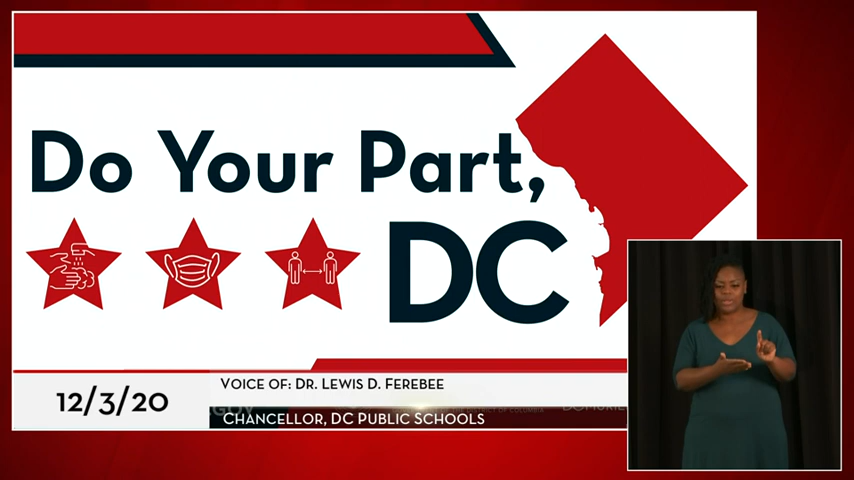 Do Your Part,
DC
12/3/20
VOICE OF: DR. LEWIS D. FEREBEE
CHANCELLOR, DC PUBLIC SCHOOLS